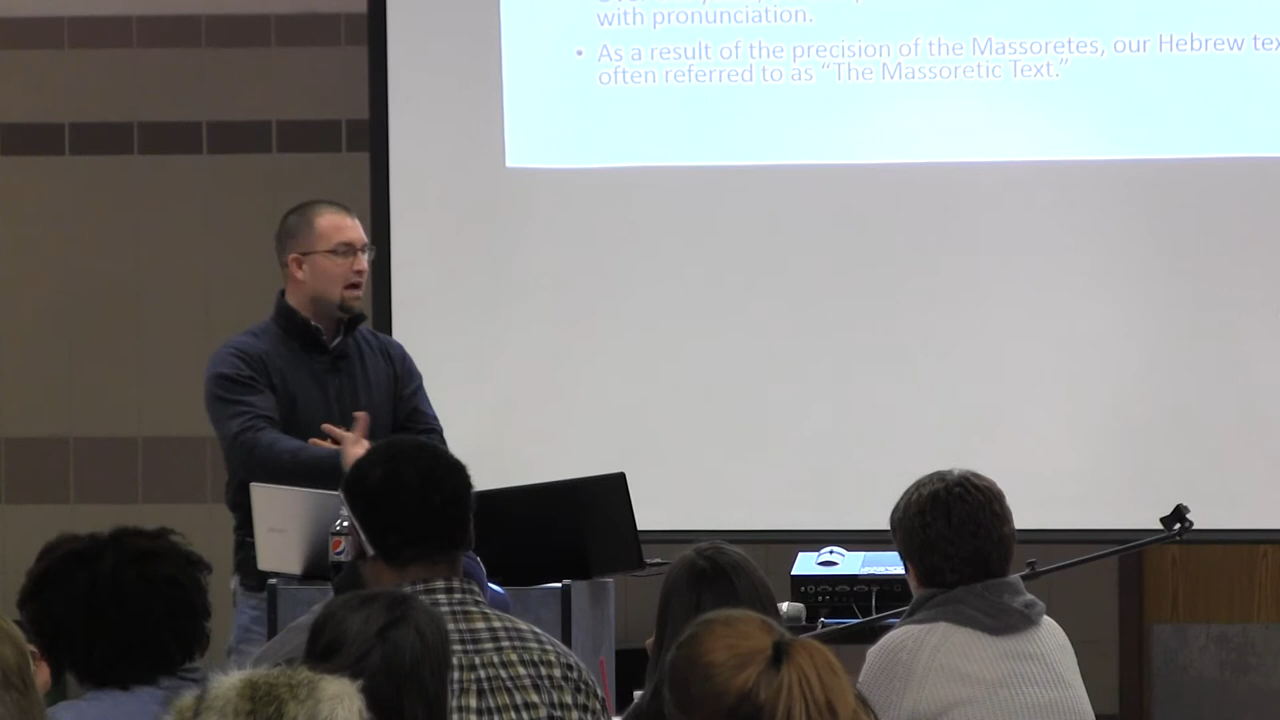 with pronunciation.
• As a result of the precision of the Massoretes, our Hebrew
often referred to as “The Massoretic Text.”